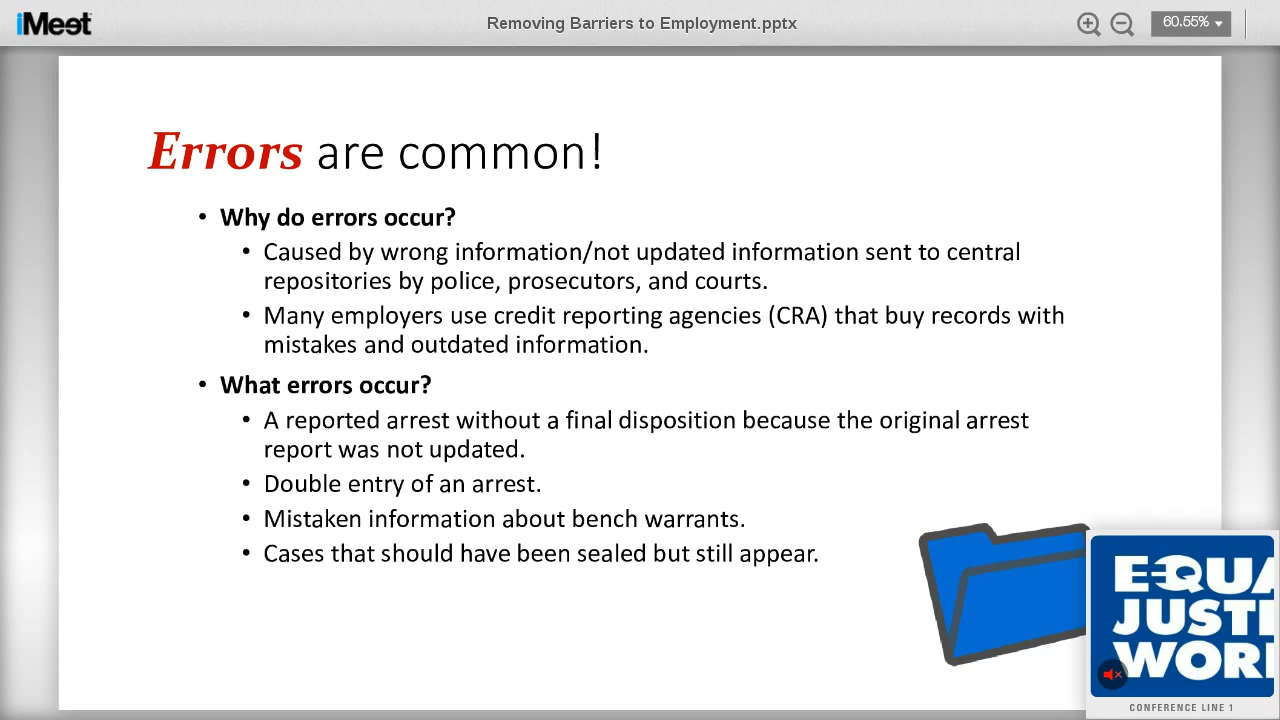 iMeet
Removing Barriers to Employment.pptx
60.55%
Errors are common!
• Why do errors occur?
• Caused by wrong information/not updated information sent to central
repositories by police, prosecutors, and courts.
• Many employers use credit reporting agencies (CRA) that buy records with
mistakes and outdated information.
• What errors occur?
• A reported arrest without a final disposition because the original arrest
report was not updated.
• Double entry of an arrest.
• Mistaken information about bench warrants.
• Cases that should have been sealed but still appear.
EQUA
JUSTI
WOR
CONFERENCE LINE 1